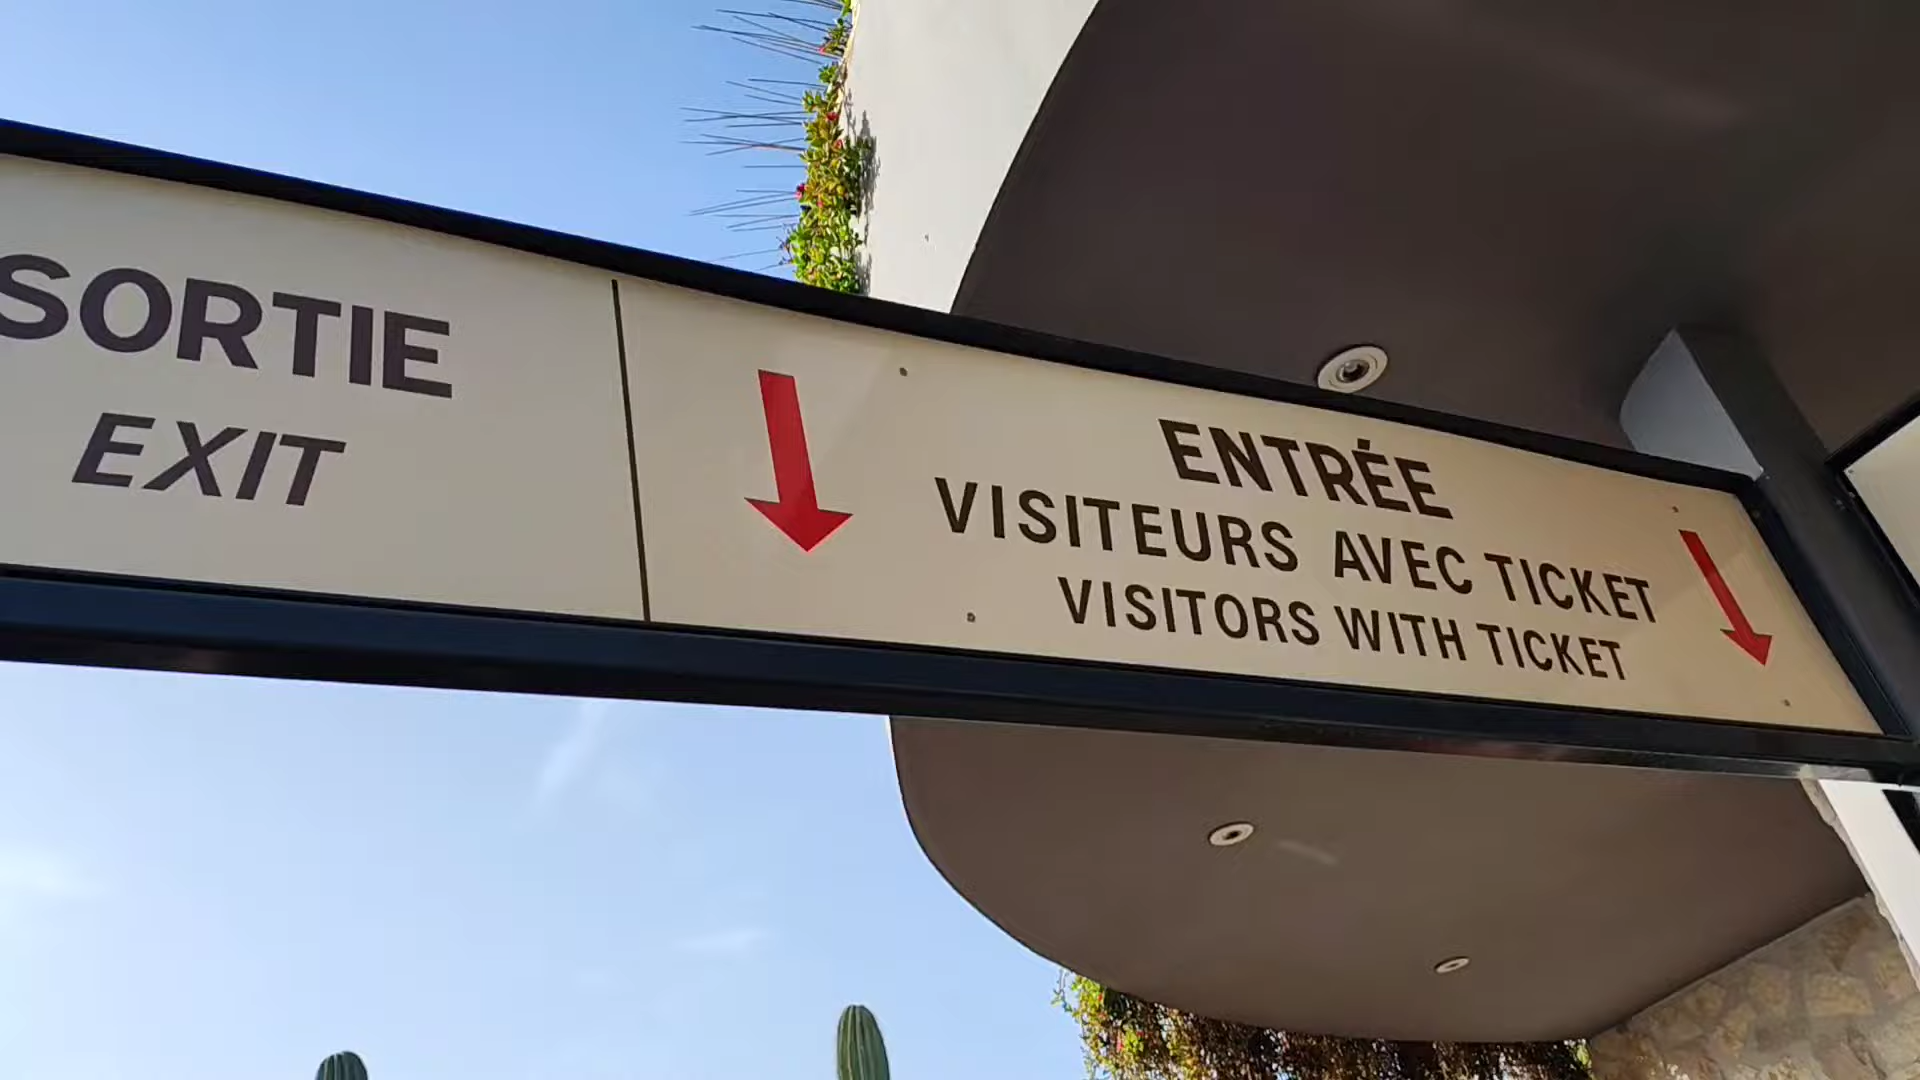 SORTIE
EXIT
ENTRÉE
VISITEURS AVEC TICKET
VISITORS WITH TICKET